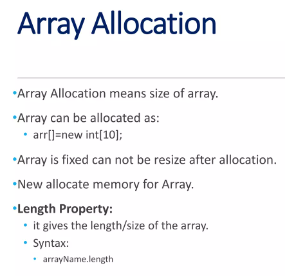 Array Allocation
•Array Allocation means size of array.
•Array can be allocated as:
• arr[]=new int[10];
•Array is fixed can not be resize after allocation.
•New allocate memory for Array.
•Length Property:
• it gives the length/size of the array.
• Syntax:
• arrayName.length